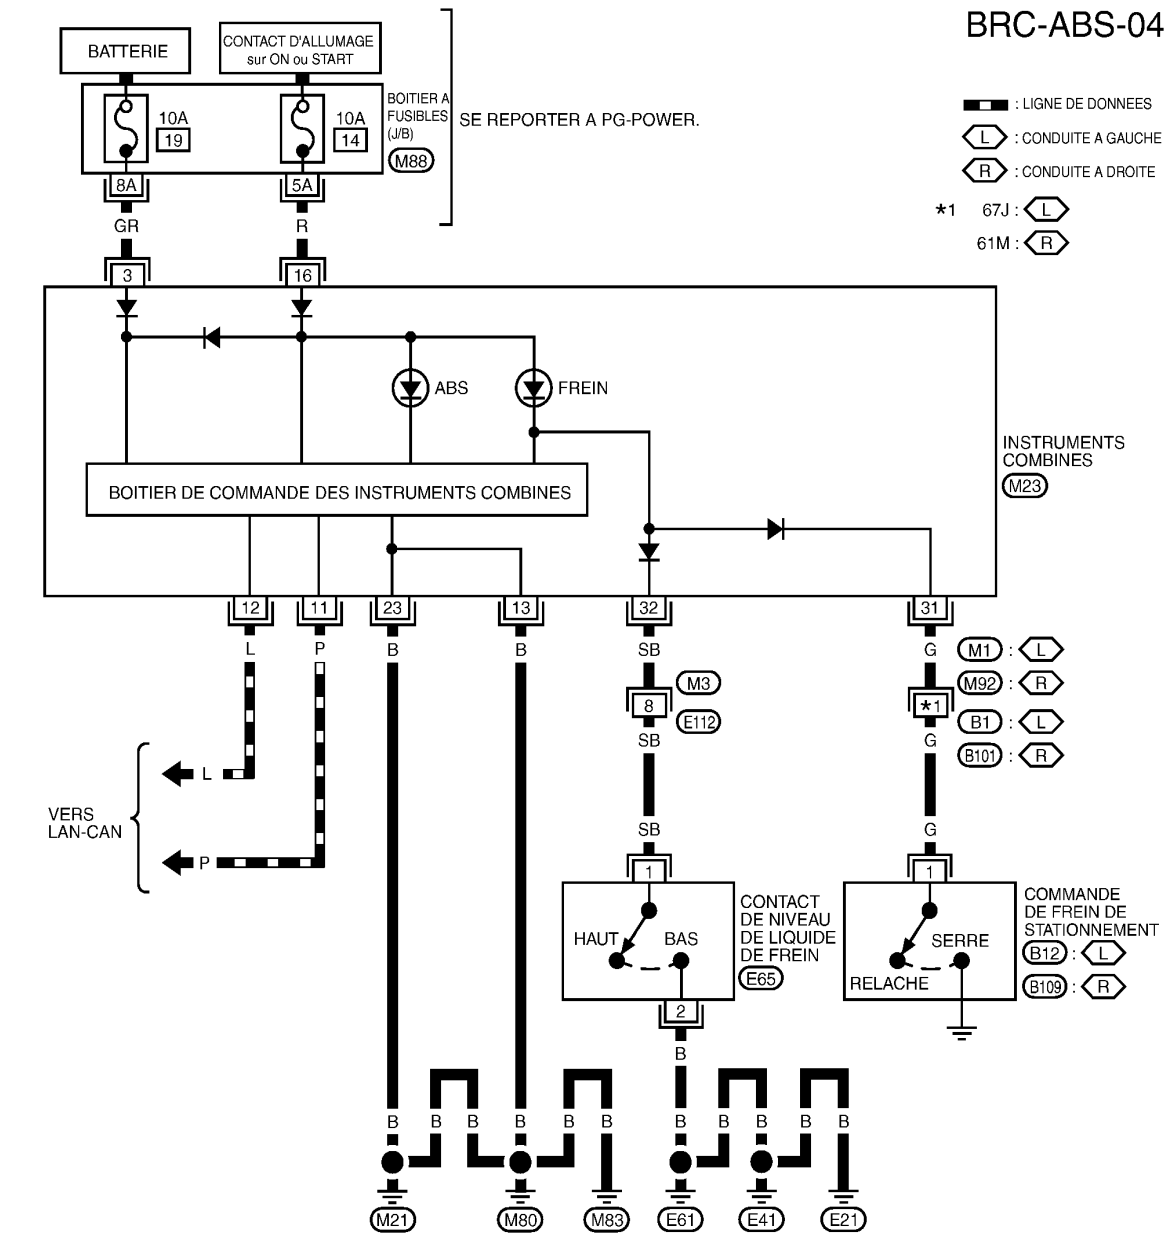 BRC-ABS-04
BATTERIE
CONTACT D'ALLUMAGE
sur ON ou START
10A
19
10A
14
BOITIER A
FUSIBLES
(J/B)
M88
SE REPORTER A PG-POWER.
: LIGNE DE DONNEES
L : CONDUITE A GAUCHE
R : CONDUITE A DROITE
*1 67J : L
61M : R
8A
5A
GR
R
3
16
ABS
FREIN
BOITIER DE COMMANDE DES INSTRUMENTS COMBINES
INSTRUMENTS
COMBINES
M23
12 11 23 13 32 31
L P B B SB G
M1 : L
M92 : R
B1 : L
B101 : R
8
M3
E112
*1
SB
G
L
P
VERS
LAN-CAN
SB
G
1
1
HAUT
BAS
CONTACT
DE NIVEAU
DE LIQUIDE
DE FREIN
E65
RELACHE
SERRE
COMMANDE
DE FREIN DE
STATIONNEMENT
B12 : L
B109 : R
2
B
B B B B B B B B B B B
M21 M80 M83 E61 E41 E21